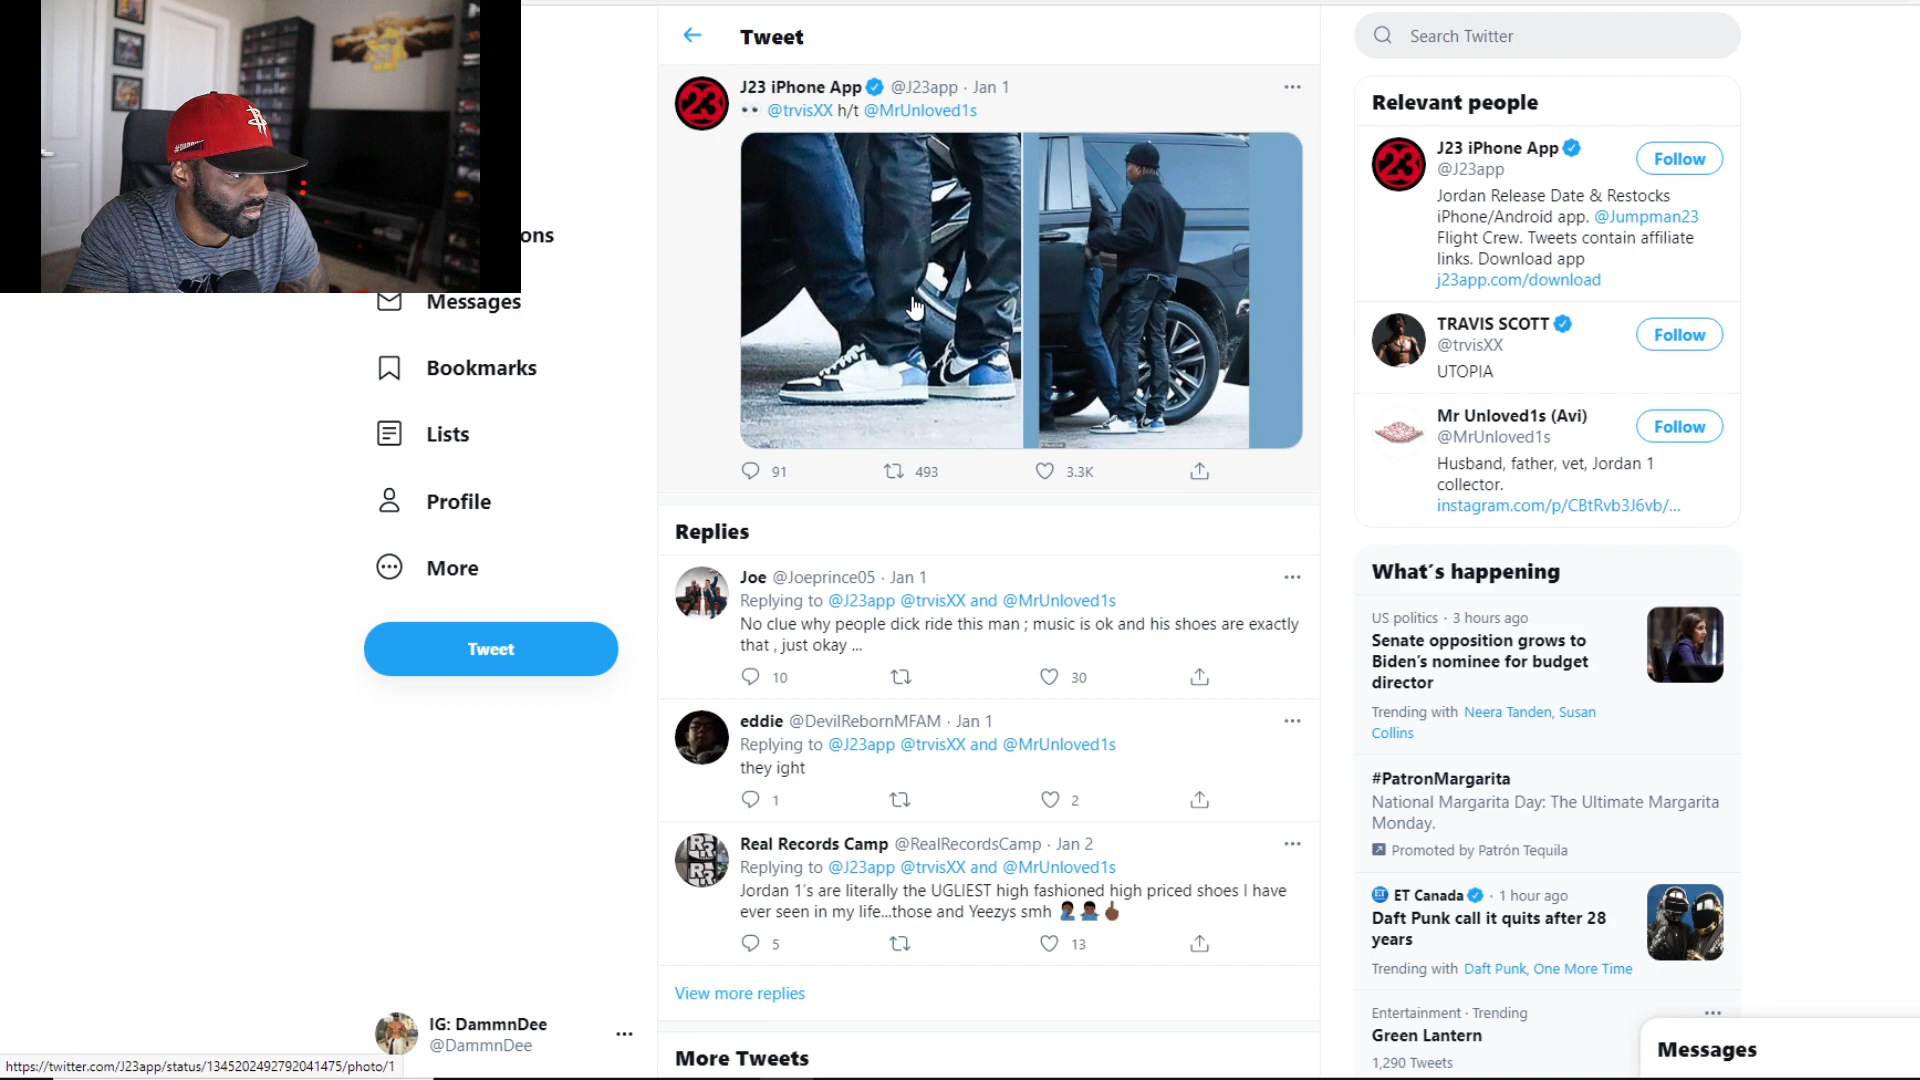 Tweet
J23 iPhone App @J23app · Jan 1
@trvisXX h/t @MrUnloved1s
91 493 3.3K
Replies
Joe @Joeprince05 · Jan 1
Replying to @J23app @trvisXX and @MrUnloved1s
No clue why people dick ride this man ; music is ok and his shoes are exactly
that , just okay ...
10 30
eddie @DevilRebornMFAM · Jan 1
Replying to @J23app @trvisXX and @MrUnloved1s
they ight
1 2
Real Records Camp @RealRecordsCamp · Jan 2
Replying to @J23app @trvisXX and @MrUnloved1s
Jordan 1's are literally the UGLIEST high fashioned high priced shoes I have
ever seen in my life...those and Yeezys smh
5 13
View more replies
More Tweets
ons
Messages
Bookmarks
Lists
Profile
More
Tweet
IG: DammnDee
@DammnDee
https://twitter.com/J23app/status/1345202492792041475/photo/1
Search Twitter
Relevant people
J23 iPhone App
@J23app
Follow
Jordan Release Date & Restocks
iPhone/Android app. @Jumpman23
Flight Crew. Tweets contain affiliate
links. Download app
j23app.com/download
TRAVIS SCOTT
@trvisXX
Follow
UTOPIA
Mr Unloved1s (Avi)
@MrUnloved1s
Follow
Husband, father, vet, Jordan 1
collector.
instagram.com/p/CBtRvb3J6vb/...
What's happening
US politics · 3 hours ago
Senate opposition grows to
Biden's nominee for budget
director
Trending with Neera Tanden, Susan
Collins
#PatronMargarita
National Margarita Day: The Ultimate Margarita
Monday.
Promoted by Patrón Tequila
ET Canada · 1 hour ago
Daft Punk call it quits after 28
years
Trending with Daft Punk, One More Time
Entertainment · Trending
Green Lantern
1,290 Tweets
Messages